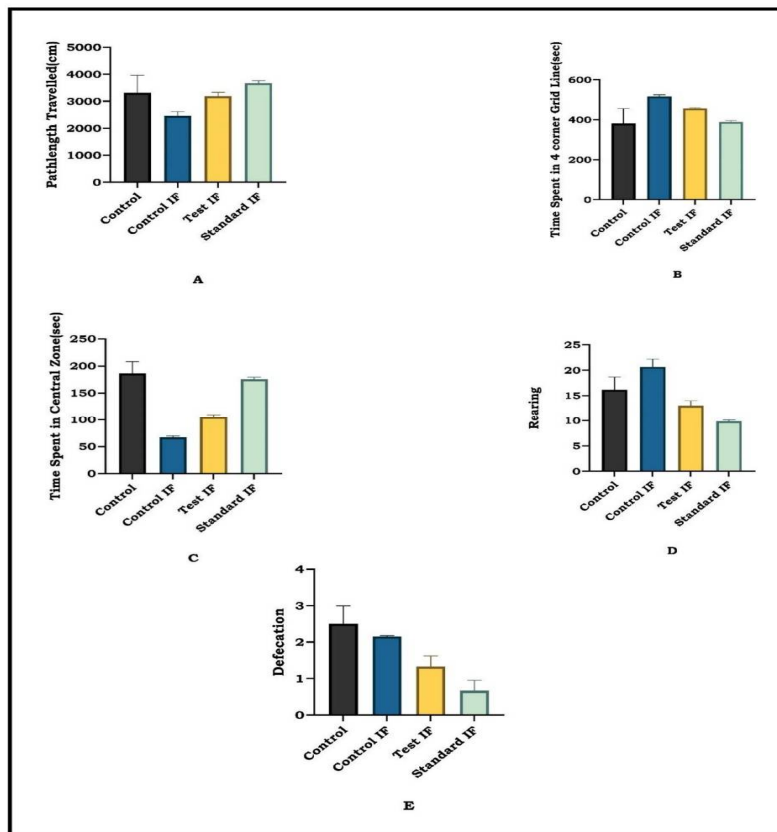 Pathlength Travelled(cm)
5000
4000
3000
2000
1000
0
Control
Control IF
Test IF
Standard IF
A
Time Spent in 4 corner Grid Line(sec)
600
400
200
0
Control
Control IF
Test IF
Standard IF
B
Time Spent in Central Zone(sec)
250
200
150
100
50
0
Control
Control IF
Test IF
Standard IF
C
Rearing
25
20
15
10
5
0
Control
Control IF
Test IF
Standard IF
D
Defecation
4
3
2
1
0
Control
Control IF
Test IF
Standard IF
E